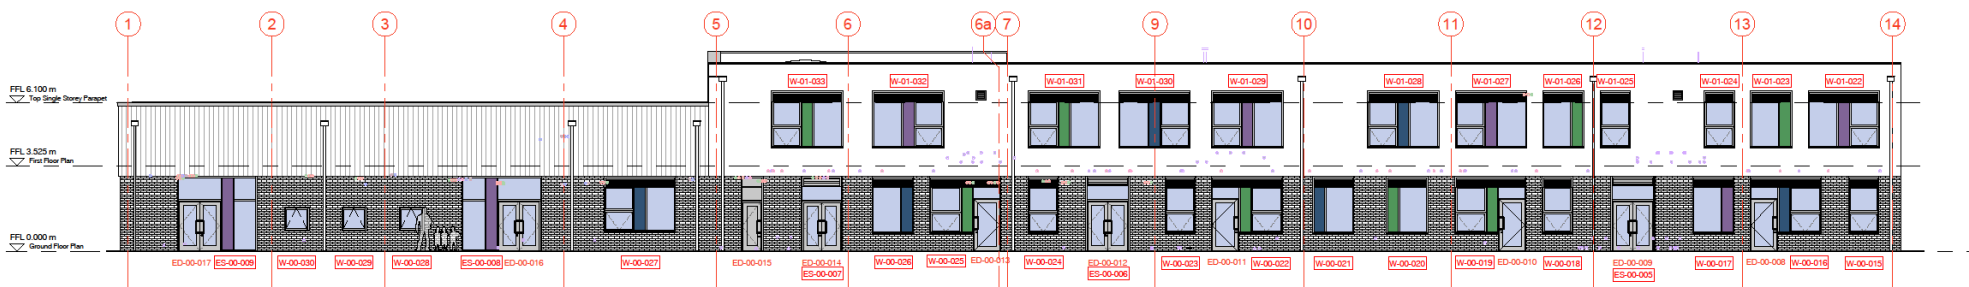 1 2 3 4 5 6 6a 7 9 10 11 12 13 14
W-01-033 W-01-032 W-01-031 W-01-030 W-01-029 W-01-028 W-01-027 W-01-026 W-01-025 W-01-024 W-01-023 W-01-022
FFL 6.100 m
Top Single Storey Parapet
FFL 3.525 m
First Floor Plan
FFL 0.000 m
Ground Floor Plan
ED-00-017 ES-00-009 W-00-030 W-00-029 W-00-028 ES-00-008 ED-00-016 W-00-027 ED-00-015 ED-00-014 W-00-026 W-00-025 ED-00-013 W-00-024 ED-00-012 W-00-023 ED-00-011 W-00-022 W-00-021 W-00-020 W-00-019 ED-00-010 W-00-018 ED-00-009 W-00-017 ED-00-008 W-00-016 W-00-015
ES-00-007 ES-00-006 ES-00-005